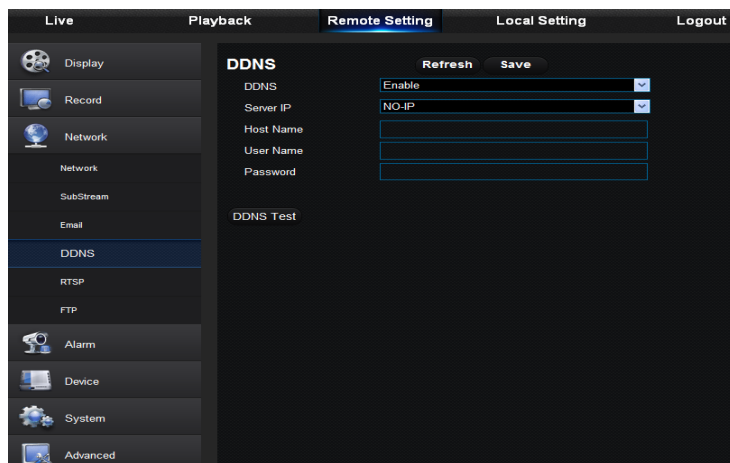 Live Playback Remote Setting Local Setting Logout
Display
Record
Network
Network
SubStream
Email
DDNS
RTSP
FTP
Alarm
Device
System
Advanced
DDNS Refresh Save
DDNS Enable
Server IP NO-IP
Host Name
User Name
Password
DDNS Test